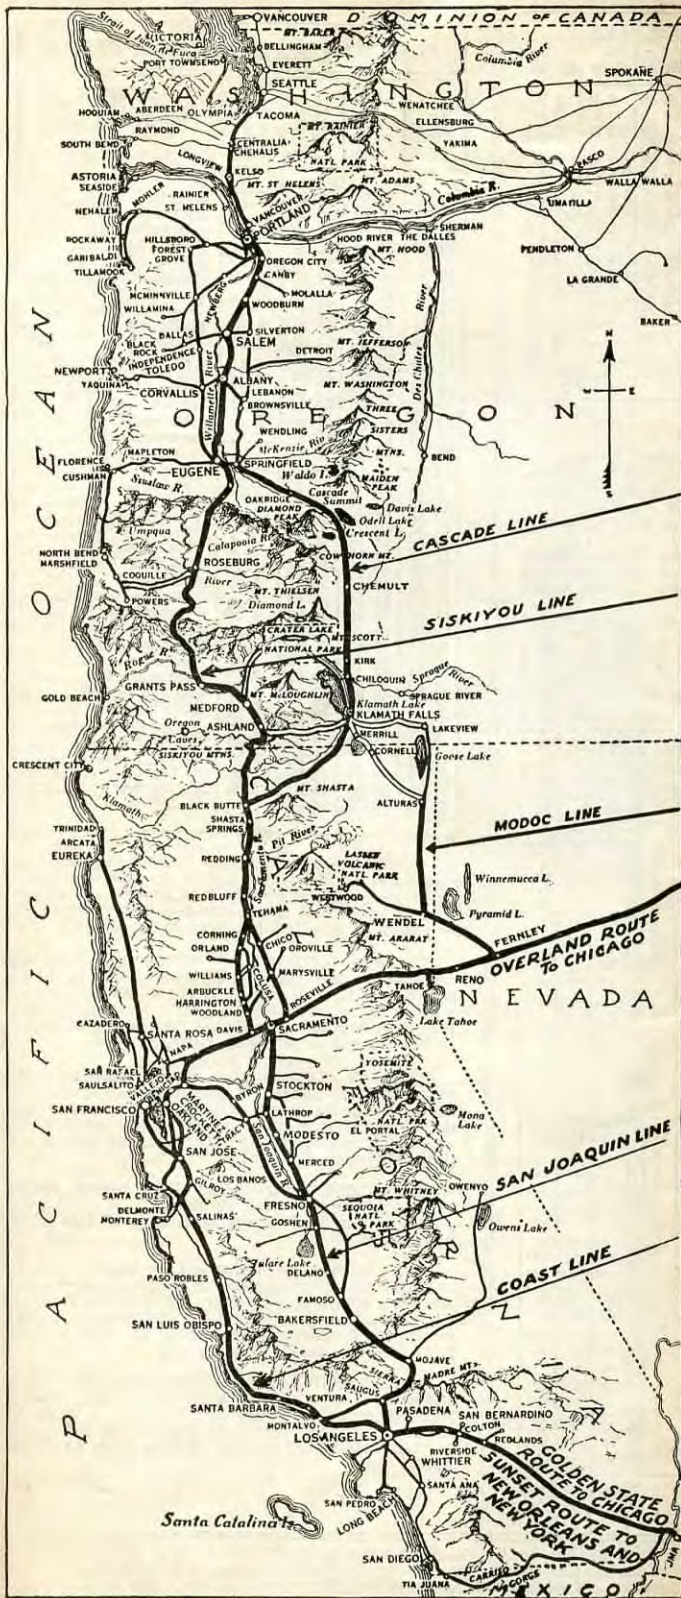 VANCOUVER
DOMINION OF CANADA
VICTORIA
MT. BAKER
Strait of Juan de Fuca
BELLINGHAM
PORT TOWNSEND
EVERETT
Columbia River
SEATTLE
SPOKANE
WASHINGTON
WENATCHEE
HOQUIAM
ABERDEEN
OLYMPIA
TACOMA
ELLENSBURG
RAYMOND
MT. RAINIER
NATL PARK
SOUTH BEND
CENTRALIA
CHEHALIS
YAKIMA
LONGVIEW
PASCO
ASTORIA
KELSO
MT. ST HELENS
MT. ADAMS
WALLA WALLA
SEASIDE
RAINIER
Columbia R.
MOHLER
ST. HELENS
VANCOUVER
UMATILLA
NEHALEM
PORTLAND
SHERMAN
ROCKAWAY
HILLSBORO
HOOD RIVER
THE DALLES
PENDLETON
GARIBALDI
FOREST GROVE
OREGON CITY
MT. HOOD
TILLAMOOK
CANBY
LA GRANDE
MCMINNVILLE
NEWBERG
MOLALLA
River
WILLAMINA
WOODBURN
BAKER
DALLAS
SILVERTON
BLACK ROCK
SALEM
MT. JEFFERSON
INDEPENDENCE
DETROIT
NEWPORT
TOLEDO
River
MT. WASHINGTON
Des Chutes
YAQUINA
ALBANY
CORVALLIS
LEBANON
BROWNSVILLE
THREE
OREGON
Willamette
WENDLING
SISTERS
McKenzie Riv
MTNS.
FLORENCE
MAPLETON
BEND
CUSHMAN
EUGENE
SPRINGFIELD
Waldo L.
MAIDEN PEAK
Siuslaw R.
OAKRIDGE
Cascade Summit
Davis Lake
DIAMOND PEAK
Odell Lake
Umpqua
Calapooia R.
Crescent L.
CASCADE LINE
NORTH BEND
COWHORN MT.
MARSHFIELD
ROSEBURG
COQUILLE
River
MT. THIELSEN
CHEMULT
POWERS
Diamond L.
SISKIYOU LINE
CRATER LAKE
MT. SCOTT
NATIONAL PARK
Rogue R.
KIRK
Sprague River
GRANTS PASS
CHILOQUIN
MT. McLOUGHLIN
SPRAGUE RIVER
GOLD BEACH
MEDFORD
Klamath Lake
Oregon Caves
KLAMATH FALLS
ASHLAND
LAKEVIEW
MERRILL
SISKIYOU MTNS.
CORNELL
Goose Lake
CRESCENT CITY
MT. SHASTA
Klamath
BLACK BUTTE
ALTURAS
SHASTA SPRINGS
TRINIDAD
Pit River
MODOC LINE
ARCATA
EUREKA
REDDING
LASSEN VOLCANIC NATL PARK
Sacramento R.
Winnemucca L.
RED BLUFF
WESTWOOD
TEHAMA
Pyramid L.
WENDEL
CORNING
CHICO
MT. ARARAT
FERNLEY
ORLAND
OROVILLE
OVERLAND ROUTE
TO CHICAGO
WILLIAMS
MARYSVILLE
RENO
COLUSA
ARBUCKLE
ROSEVILLE
TAHOE
HARRINGTON
NEVADA
WOODLAND
CAZADERO
Lake Tahoe
SANTA ROSA
DAVIS
SACRAMENTO
NAPA
SAN RAFAEL
YOSEMITE
SAUSALITO
VALLEJO
BENICIA
BYRON
STOCKTON
SAN FRANCISCO
MARTINEZ
CROCKETT
LATHROP
NATL. PRK
Mona Lake
OAKLAND
TRACY
EL PORTAL
MODESTO
SAN JOSE
San Joaquin R.
MERCED
SAN JOAQUIN LINE
SANTA CRUZ
GILROY
LOS BANOS
MT. WHITNEY
OWENYO
DELMONTE
FRESNO
SEQUOIA NATL PARK
MONTEREY
SALINAS
GOSHEN
Owens Lake
Tulare Lake
COAST LINE
PASO ROBLES
DELANO
FAMOSO
SAN LUIS OBISPO
BAKERSFIELD
MOJAVE
SIERRA MADRE MTS
VENTURA
SAUGUS
SANTA BARBARA
PASADENA
SAN BERNARDINO
MONTALVO
COLTON
LOS ANGELES
REDLANDS
RIVERSIDE
WHITTIER
GOLDEN STATE
ROUTE TO CHICAGO
SANTA ANA
SUNSET ROUTE TO
NEW ORLEANS AND
NEW YORK
SAN PEDRO
LONG BEACH
Santa Catalina I.
SAN DIEGO
TIA JUANA
CARRISO GORGE
MEXICO
PACIFIC OCEAN
N
W
E
S